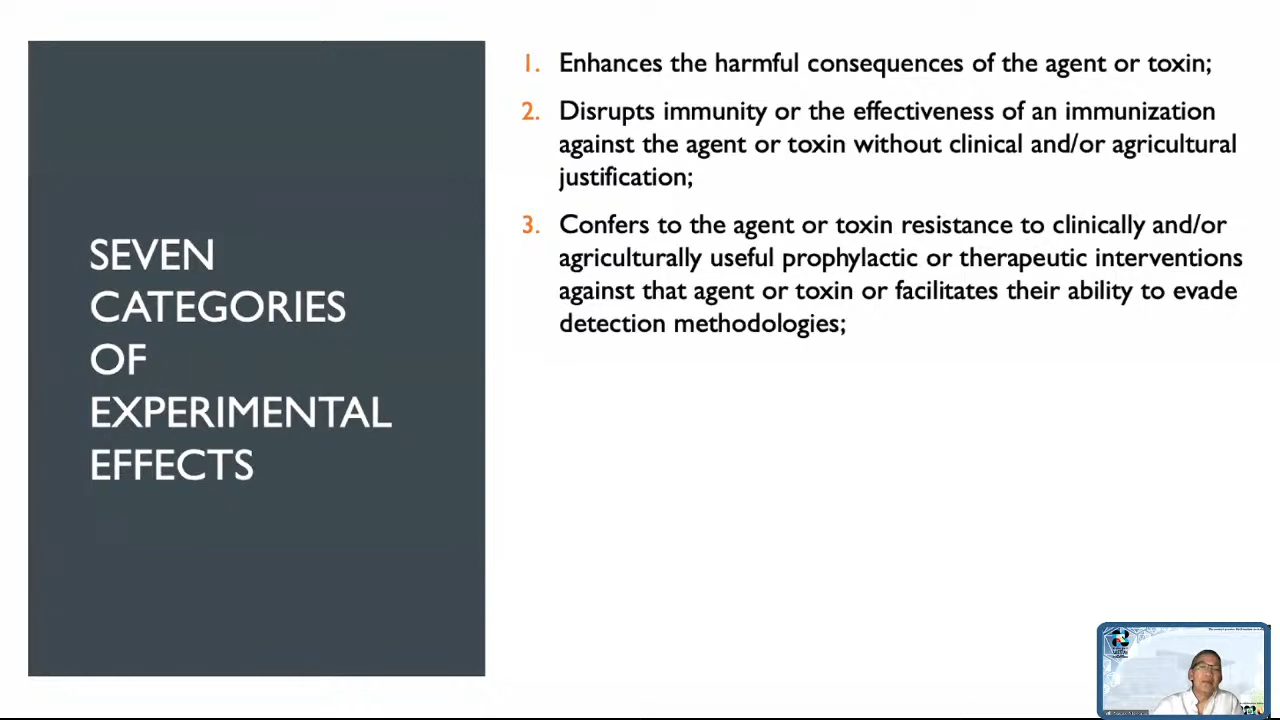 SEVEN
CATEGORIES
OF
EXPERIMENTAL
EFFECTS
1. Enhances the harmful consequences of the agent or toxin;
2. Disrupts immunity or the effectiveness of an immunization
against the agent or toxin without clinical and/or agricultural
justification;
3. Confers to the agent or toxin resistance to clinically and/or
agriculturally useful prophylactic or therapeutic interventions
against that agent or toxin or facilitates their ability to evade
detection methodologies;